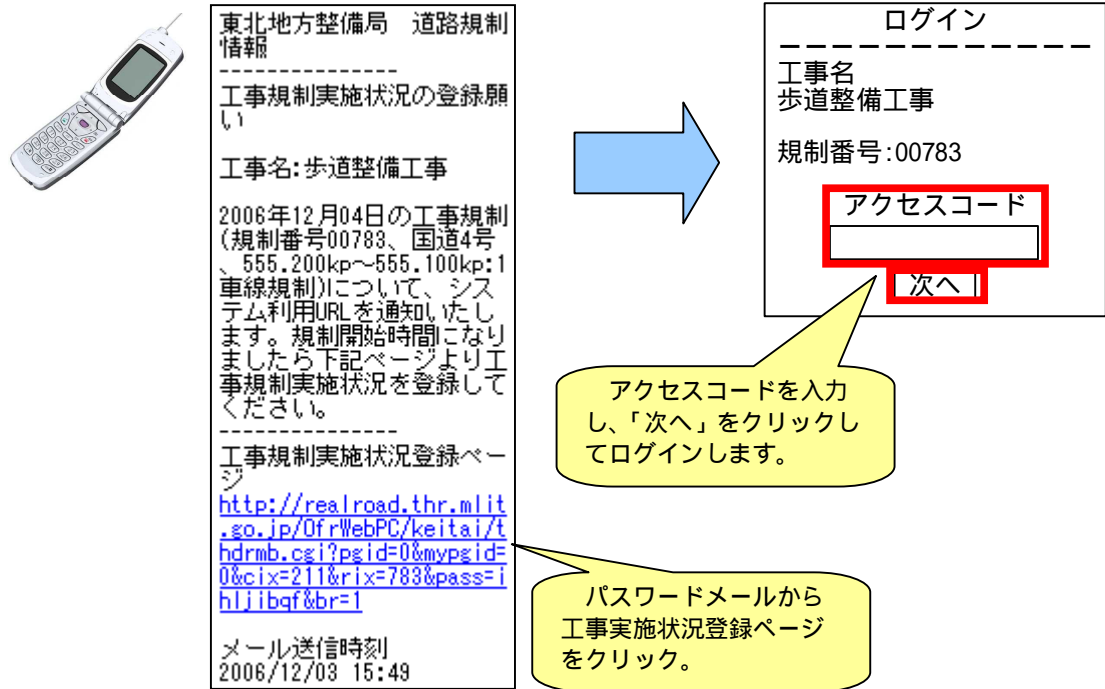 東北地方整備局　道路規制
情報
---------------
工事規制実施状況の登録願
い
工事名:歩道整備工事
2006年12月04日の工事規制
(規制番号00783、国道4号
、555.200kp～555.100kp:1
車線規制)について、シス
テム利用URLを通知いたし
ます。規制開始時間になり
ましたら下記ページより工
事規制実施状況を登録して
ください。
---------------
工事規制実施状況登録ペー
ジ
http://realroad.thr.mlit
.go.jp/OfrWebPC/keitai/t
hdrmb.cgi?pgid=0&mypgid=
0&cix=211&rix=783&pass=i
hljibqf&br=1
メール送信時刻
2006/12/03 15:49
ログイン
-------------
工事名
歩道整備工事
規制番号:00783
アクセスコード
次へ
アクセスコードを入力
し、「次へ」をクリックし
てログインします。
パスワードメールから
工事実施状況登録ページ
をクリック。